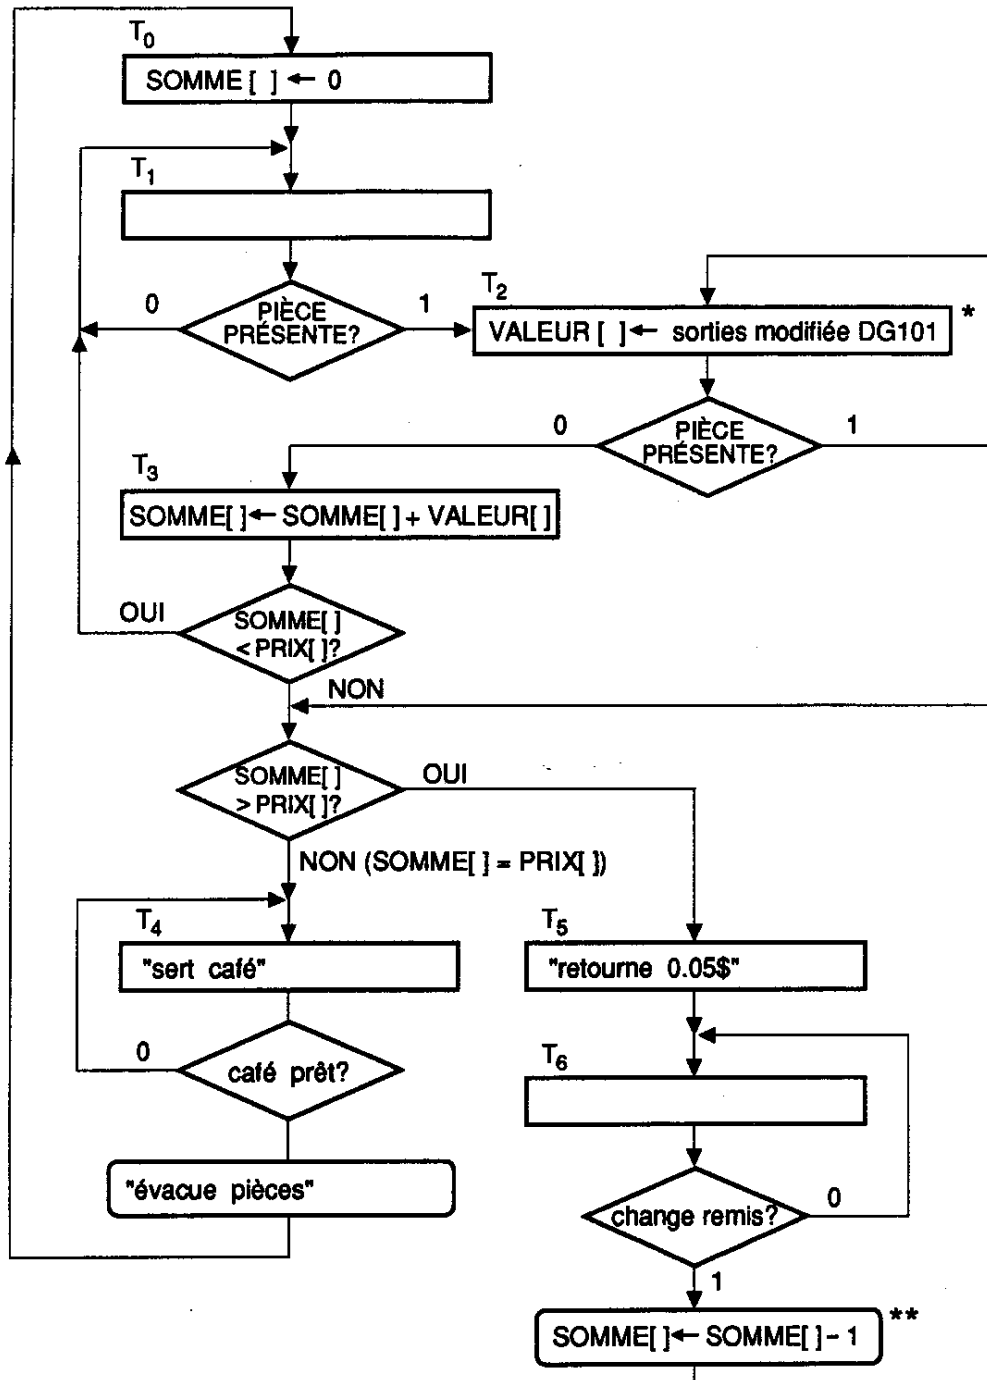 T0
SOMME [ ] ← 0
T1
PIÈCE
PRÉSENTE?
0
1
T2
VALEUR [ ] ← sorties modifiée DG101
*
PIÈCE
PRÉSENTE?
0
1
T3
SOMME[ ] ← SOMME[ ] + VALEUR[ ]
OUI
SOMME[ ]
< PRIX[ ]?
NON
SOMME[ ]
> PRIX[ ]?
OUI
NON (SOMME[ ] = PRIX[ ])
T4
"sert café"
0
café prêt?
"évacue pièces"
T5
"retourne 0.05$"
T6
change remis?
0
1
SOMME[ ] ← SOMME[ ] - 1
**